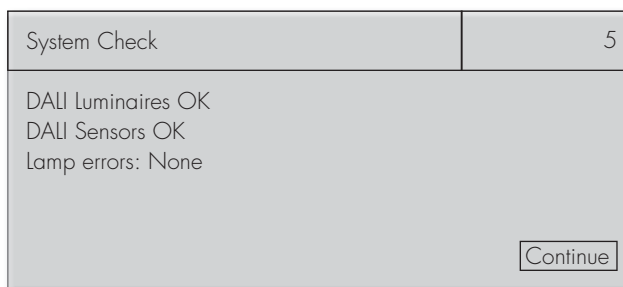 System Check 5
DALI Luminaires OK
DALI Sensors OK
Lamp errors: None
Continue